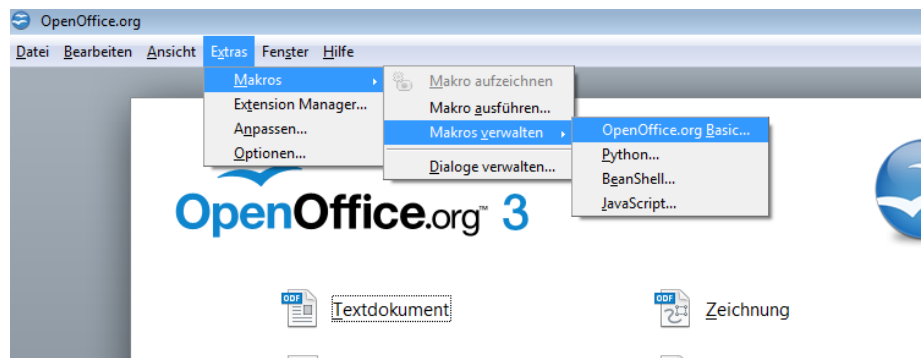 OpenOffice.org
Datei Bearbeiten Ansicht Extras Fenster Hilfe
Makros
Extension Manager...
Anpassen...
Optionen...
Makro aufzeichnen
Makro ausführen...
Makros verwalten
Dialoge verwalten...
OpenOffice.org Basic...
Python...
BeanShell...
JavaScript...
OpenOffice.org™ 3
ODF Textdokument
ODF Zeichnung